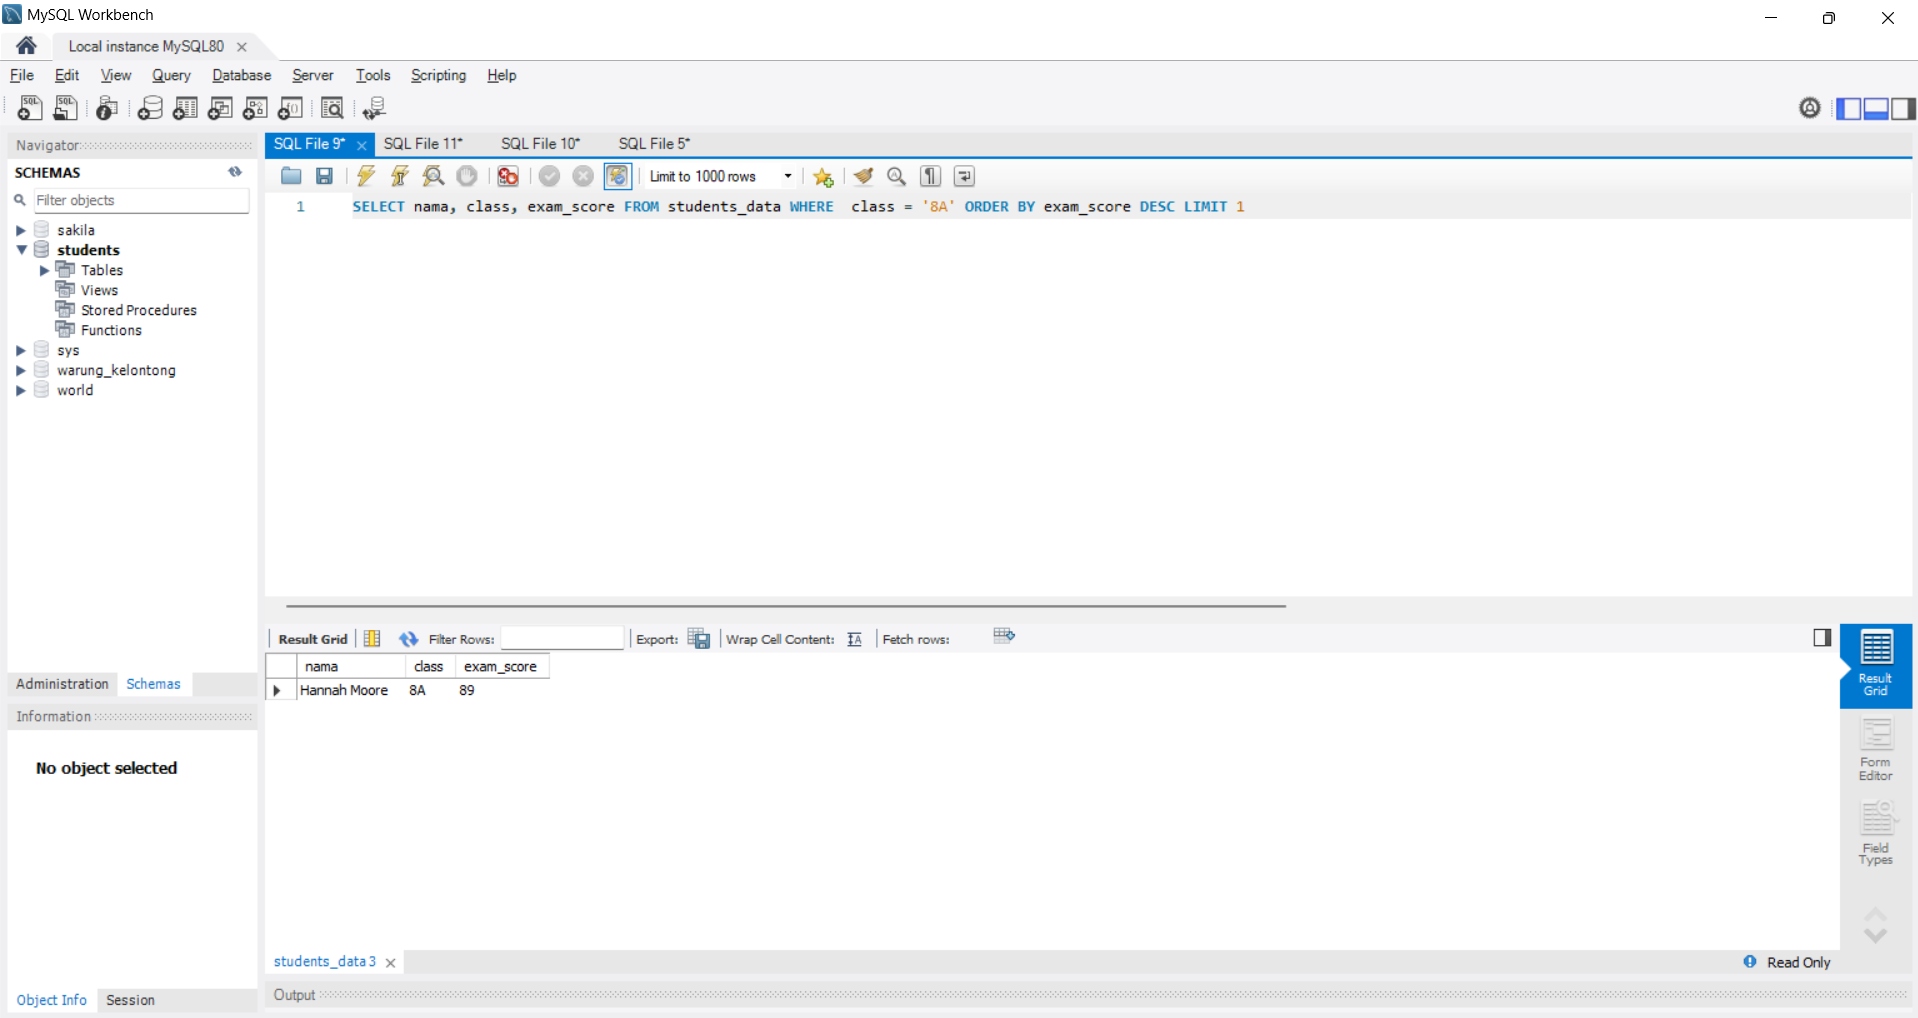 MySQL Workbench
Local instance MySQL80
File Edit View Query Database Server Tools Scripting Help
Navigator
SCHEMAS
Filter objects
sakila
students
Tables
Views
Stored Procedures
Functions
sys
warung_kelontong
world
Administration Schemas
Information
No object selected
Object Info Session
SQL File 9* SQL File 11* SQL File 10* SQL File 5*
Limit to 1000 rows
1 SELECT nama, class, exam_score FROM students_data WHERE class = '8A' ORDER BY exam_score DESC LIMIT 1
Result Grid Filter Rows: Export: Wrap Cell Content: Fetch rows:
nama class exam_score
Hannah Moore 8A 89
Result
Grid
Form
Editor
Field
Types
students_data 3 Read Only
Output